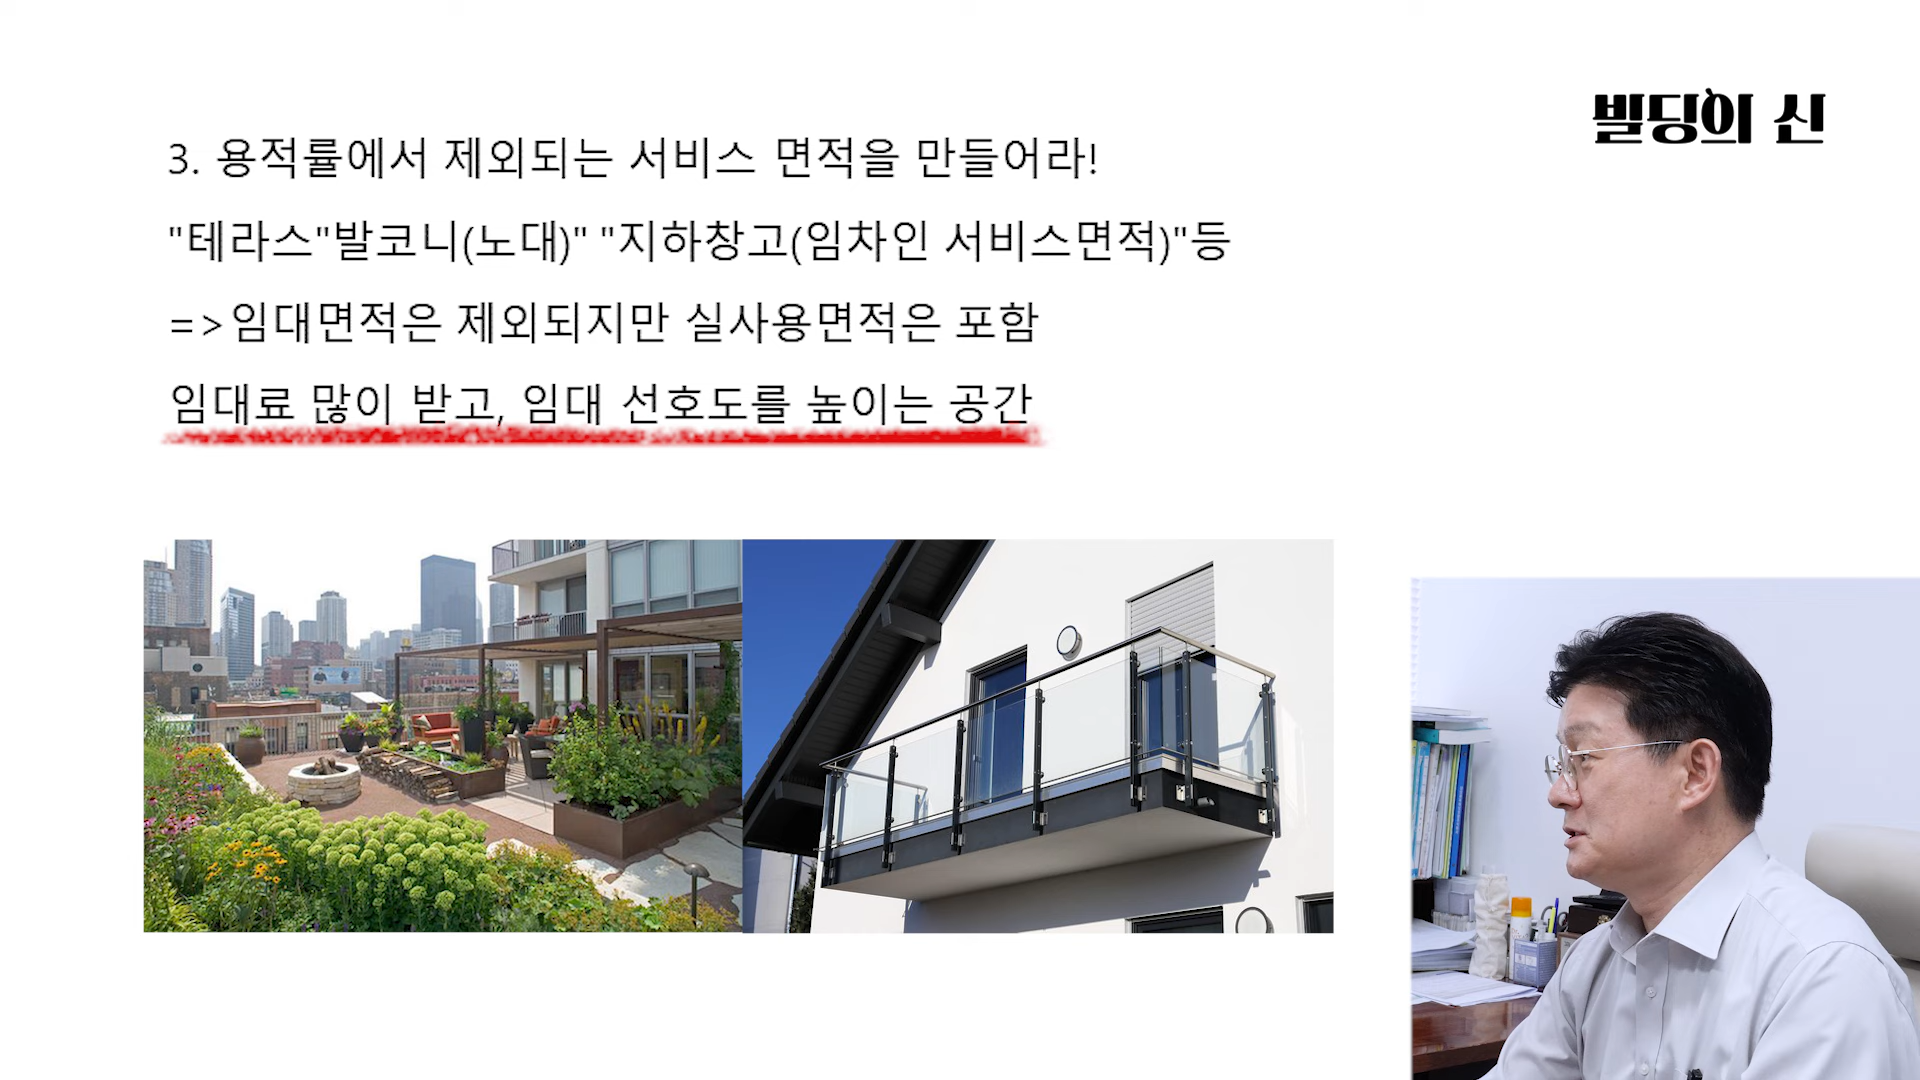 빌딩의 신
3. 용적률에서 제외되는 서비스 면적을 만들어라!
"테라스"발코니(노대)" "지하창고(임차인 서비스면적)"등
=>임대면적은 제외되지만 실사용면적은 포함
임대료 많이 받고, 임대 선호도를 높이는 공간